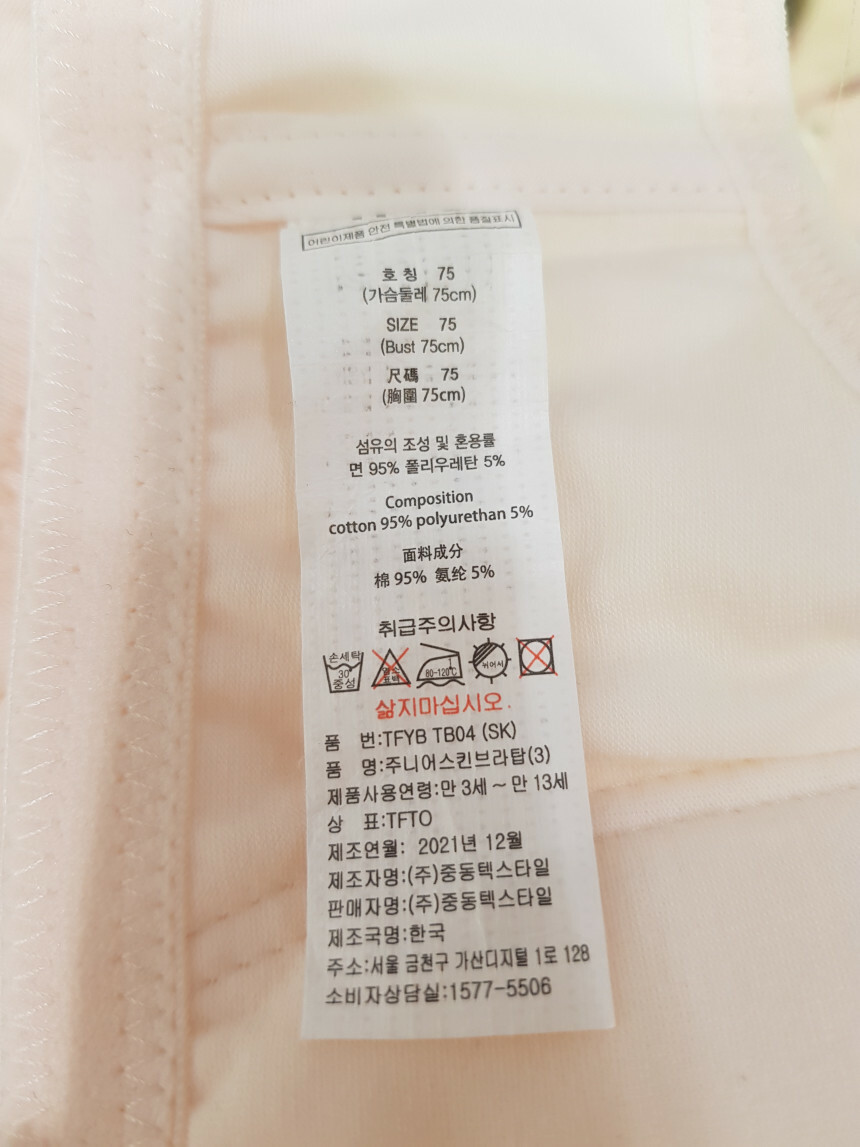 어린이제품 안전 특별법에 의한 품질표시
호 칭 75
(가슴둘레 75cm)
SIZE 75
(Bust 75cm)
尺碼 75
(胸圍 75cm)
섬유의 조성 및 혼용률
면 95% 폴리우레탄 5%
Composition
cotton 95% polyurethan 5%
面料成分
棉 95% 氨纶 5%
취급주의사항
손세탁
30°
중성
염소
표백
80-120℃
뉘어서
삶지마십시오.
품 번:TFYB TB04 (SK)
품 명:주니어스킨브라탑(3)
제품사용연령:만 3세 ~ 만 13세
상 표:TFTO
제조연월: 2021년 12월
제조자명:(주)중동텍스타일
판매자명:(주)중동텍스타일
제조국명:한국
주소:서울 금천구 가산디지털 1로 128
소비자상담실:1577-5506